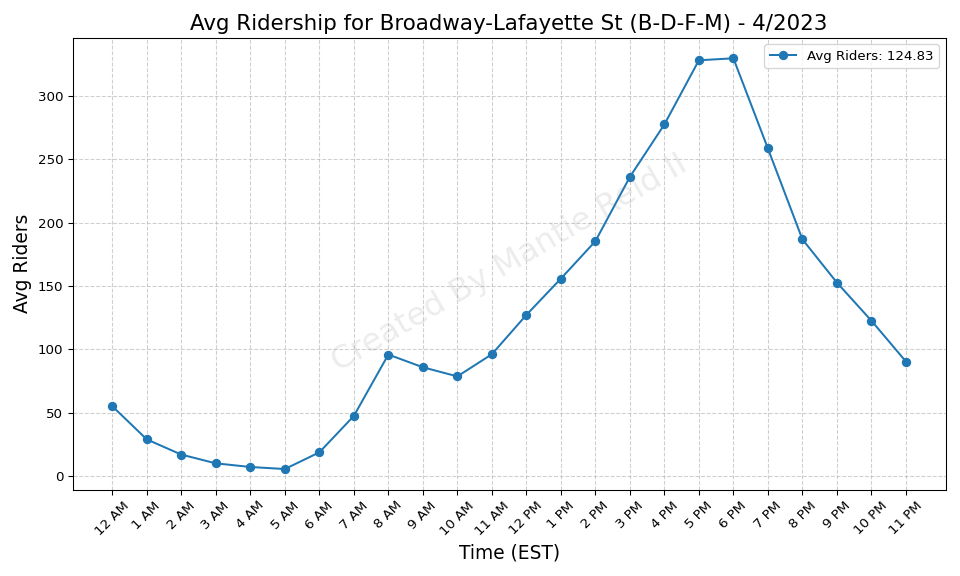 Avg Ridership for Broadway-Lafayette St (B-D-F-M) - 4/2023
Avg Riders: 124.83
Avg Riders
300
250
200
150
100
50
0
Created By Mantle Reid II
12 AM
1 AM
2 AM
3 AM
4 AM
5 AM
6 AM
7 AM
8 AM
9 AM
10 AM
11 AM
12 PM
1 PM
2 PM
3 PM
4 PM
5 PM
6 PM
7 PM
8 PM
9 PM
10 PM
11 PM
Time (EST)